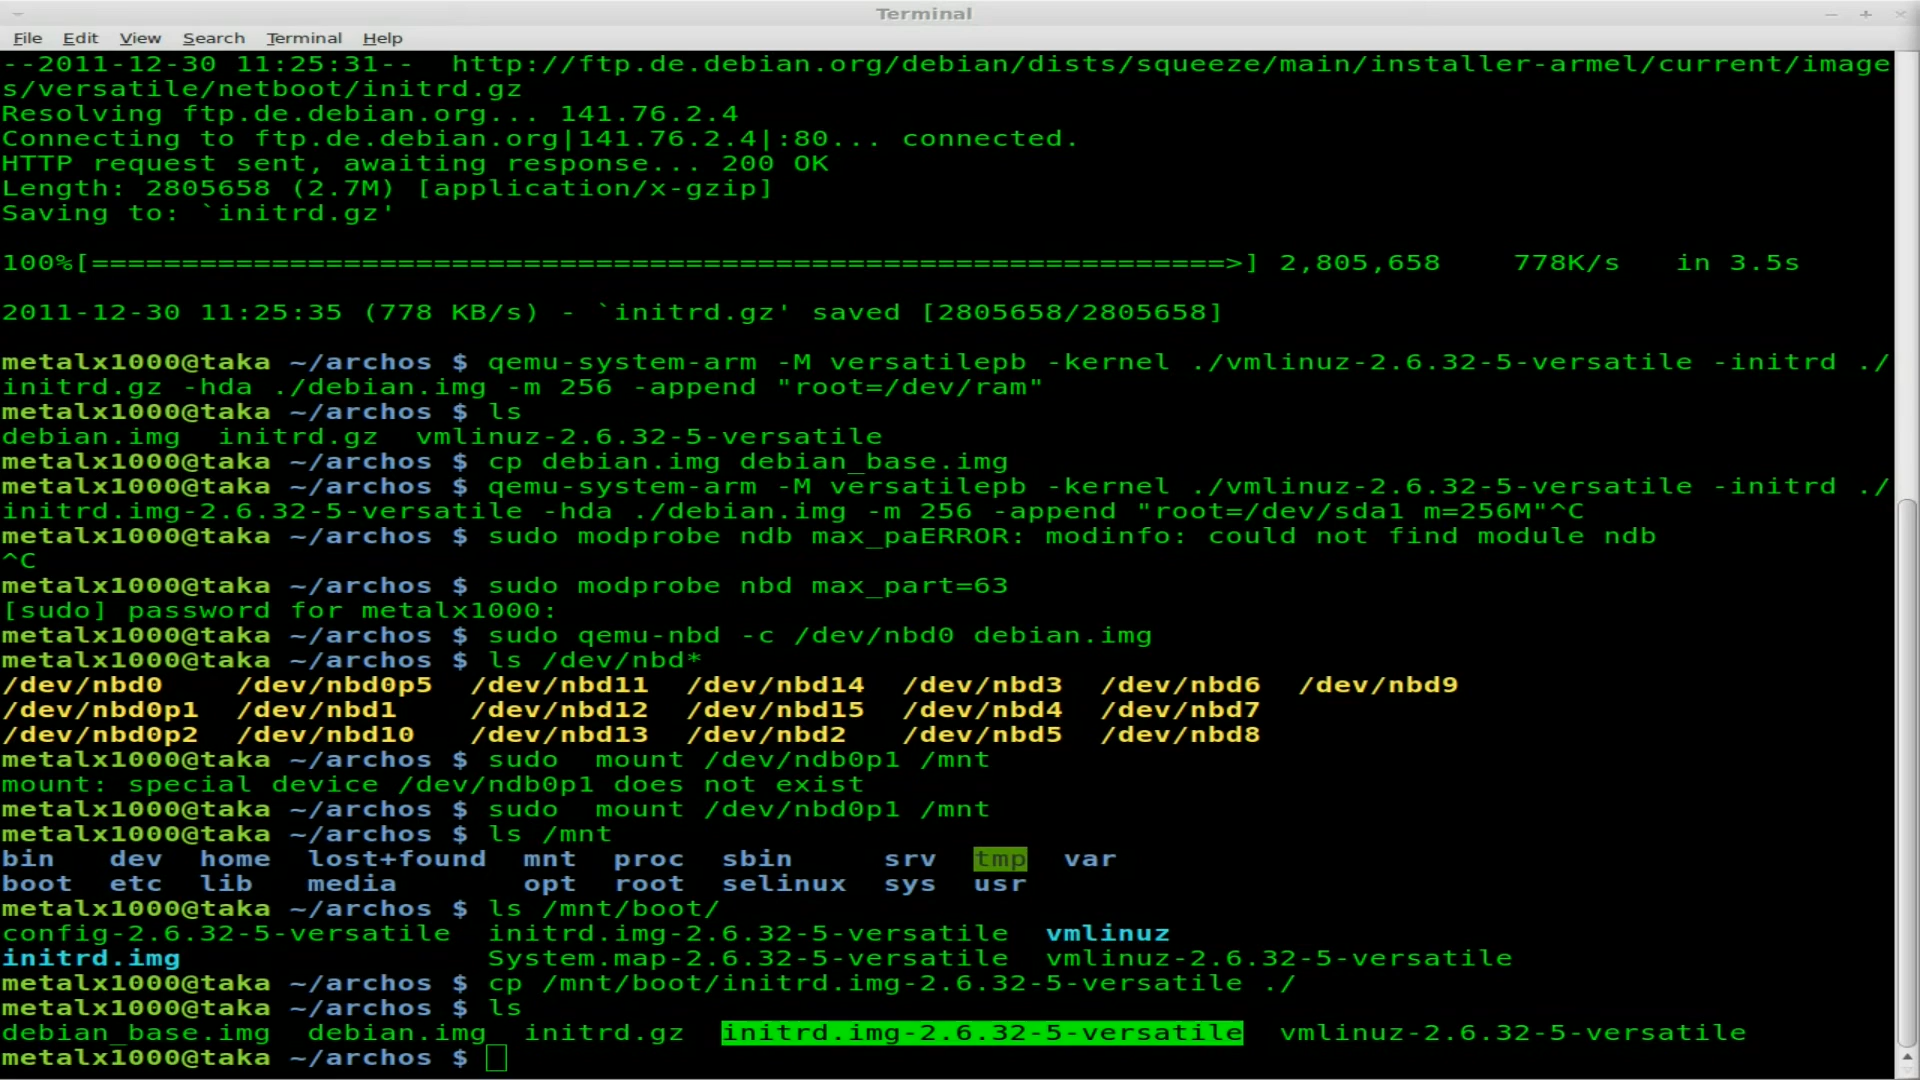 Terminal
File Edit View Search Terminal Help
--2011-12-30 11:25:31--  http://ftp.de.debian.org/debian/dists/squeeze/main/installer-armel/current/image
s/versatile/netboot/initrd.gz
Resolving ftp.de.debian.org... 141.76.2.4
Connecting to ftp.de.debian.org|141.76.2.4|:80... connected.
HTTP request sent, awaiting response... 200 OK
Length: 2805658 (2.7M) [application/x-gzip]
Saving to: `initrd.gz'
100%[===============================================================>] 2,805,658    778K/s   in 3.5s
2011-12-30 11:25:35 (778 KB/s) - `initrd.gz' saved [2805658/2805658]
metalx1000@taka ~/archos $ qemu-system-arm -M versatilepb -kernel ./vmlinuz-2.6.32-5-versatile -initrd ./
initrd.gz -hda ./debian.img -m 256 -append "root=/dev/ram"
metalx1000@taka ~/archos $ ls
debian.img  initrd.gz  vmlinuz-2.6.32-5-versatile
metalx1000@taka ~/archos $ cp debian.img debian_base.img
metalx1000@taka ~/archos $ qemu-system-arm -M versatilepb -kernel ./vmlinuz-2.6.32-5-versatile -initrd ./
initrd.img-2.6.32-5-versatile -hda ./debian.img -m 256 -append "root=/dev/sda1 m=256M"^C
metalx1000@taka ~/archos $ sudo modprobe ndb max_paERROR: modinfo: could not find module ndb
^C
metalx1000@taka ~/archos $ sudo modprobe nbd max_part=63
[sudo] password for metalx1000:
metalx1000@taka ~/archos $ sudo qemu-nbd -c /dev/nbd0 debian.img
metalx1000@taka ~/archos $ ls /dev/nbd*
/dev/nbd0    /dev/nbd0p5  /dev/nbd11  /dev/nbd14  /dev/nbd3  /dev/nbd6  /dev/nbd9
/dev/nbd0p1  /dev/nbd1    /dev/nbd12  /dev/nbd15  /dev/nbd4  /dev/nbd7
/dev/nbd0p2  /dev/nbd10   /dev/nbd13  /dev/nbd2   /dev/nbd5  /dev/nbd8
metalx1000@taka ~/archos $ sudo  mount /dev/ndb0p1 /mnt
mount: special device /dev/ndb0p1 does not exist
metalx1000@taka ~/archos $ sudo  mount /dev/nbd0p1 /mnt
metalx1000@taka ~/archos $ ls /mnt
bin   dev  home  lost+found  mnt  proc  sbin     srv  tmp  var
boot  etc  lib   media       opt  root  selinux  sys  usr
metalx1000@taka ~/archos $ ls /mnt/boot/
config-2.6.32-5-versatile  initrd.img-2.6.32-5-versatile  vmlinuz
initrd.img                 System.map-2.6.32-5-versatile  vmlinuz-2.6.32-5-versatile
metalx1000@taka ~/archos $ cp /mnt/boot/initrd.img-2.6.32-5-versatile ./
metalx1000@taka ~/archos $ ls
debian_base.img  debian.img  initrd.gz  initrd.img-2.6.32-5-versatile  vmlinuz-2.6.32-5-versatile
metalx1000@taka ~/archos $